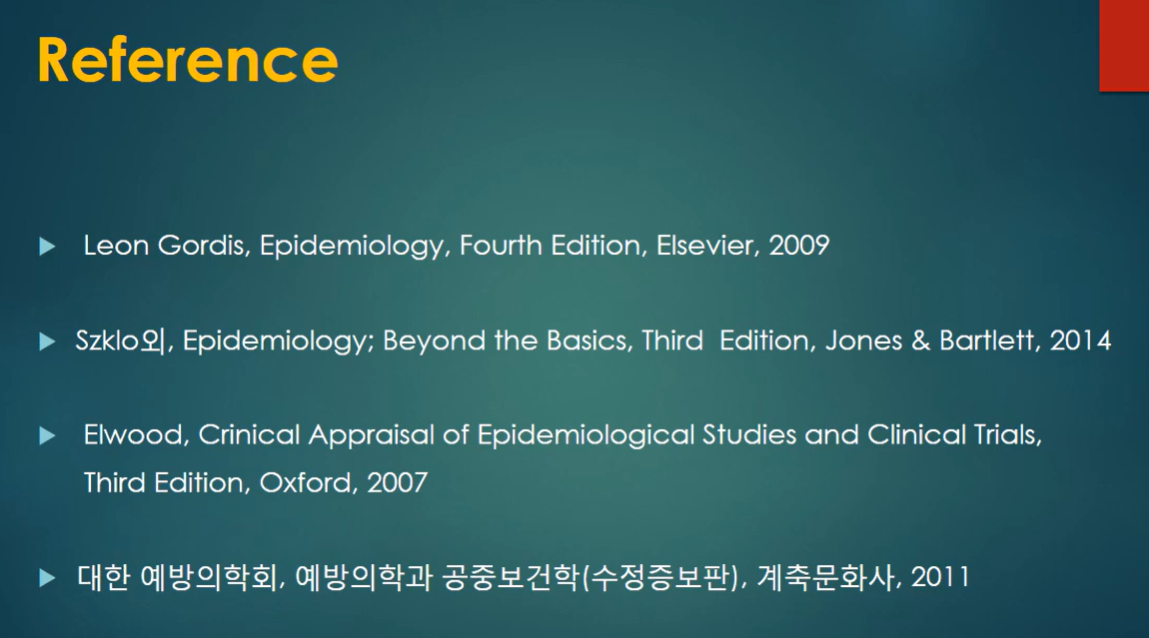 Reference
Leon Gordis, Epidemiology, Fourth Edition, Elsevier, 2009
Szklo외, Epidemiology; Beyond the Basics, Third Edition, Jones & Bartlett, 2014
Elwood, Crinical Appraisal of Epidemiological Studies and Clinical Trials,
Third Edition, Oxford, 2007
대한 예방의학회, 예방의학과 공중보건학(수정증보판), 계축문화사, 2011